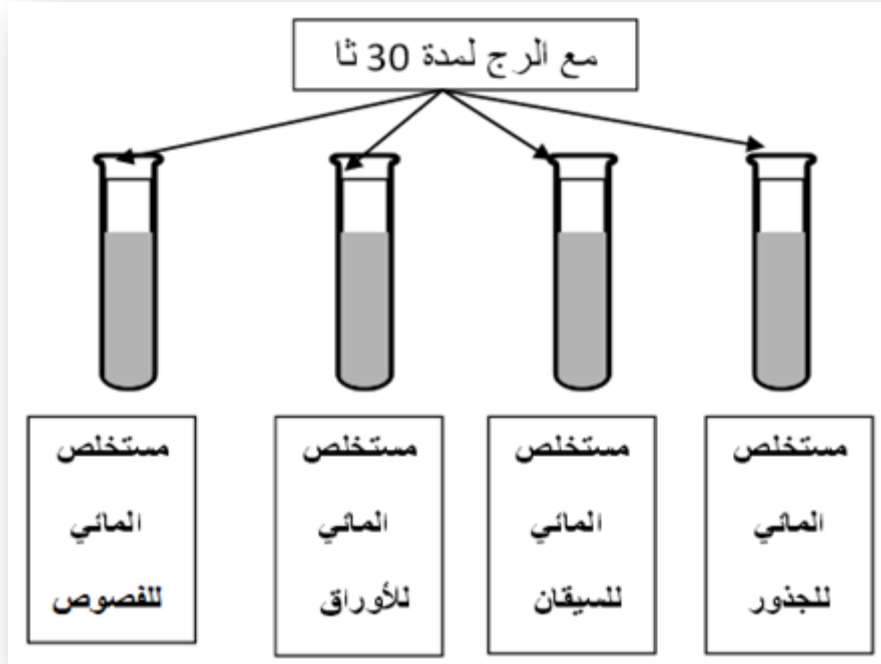 مع الرج لمدة 30 ثا
مستخلص
المائي
للجذور
مستخلص
المائي
للسيقان
مستخلص
المائي
للأوراق
مستخلص
المائي
للفصوص